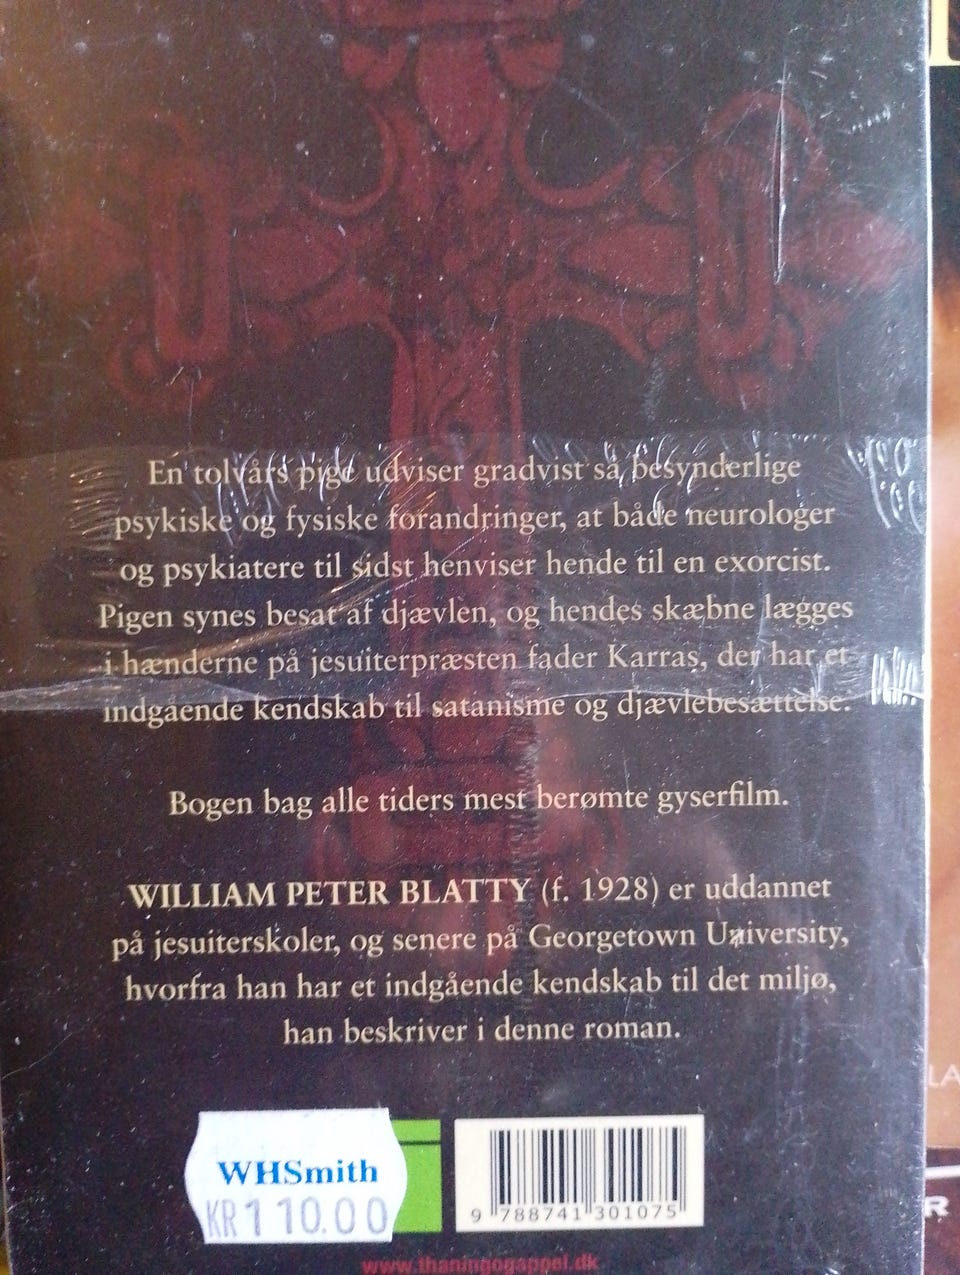 En tolvårs pige udviser gradvist så besynderlige
psykiske og fysiske forandringer, at både neurologer
og psykiatere til sidst henviser hende til en exorcist.
Pigen synes besat af djævlen, og hendes skæbne lægges
i hænderne på jesuiterpræsten fader Karras, der har et
indgående kendskab til satanisme og djævlebesættelse.
Bogen bag alle tiders mest berømte gyserfilm.
WILLIAM PETER BLATTY (f. 1928) er uddannet
på jesuiterskoler, og senere på Georgetown University,
hvorfra han har et indgående kendskab til det miljø,
han beskriver i denne roman.
WHSmith
KR 110.00
9 788741 301075
www.thaningogappel.dk
LA
R